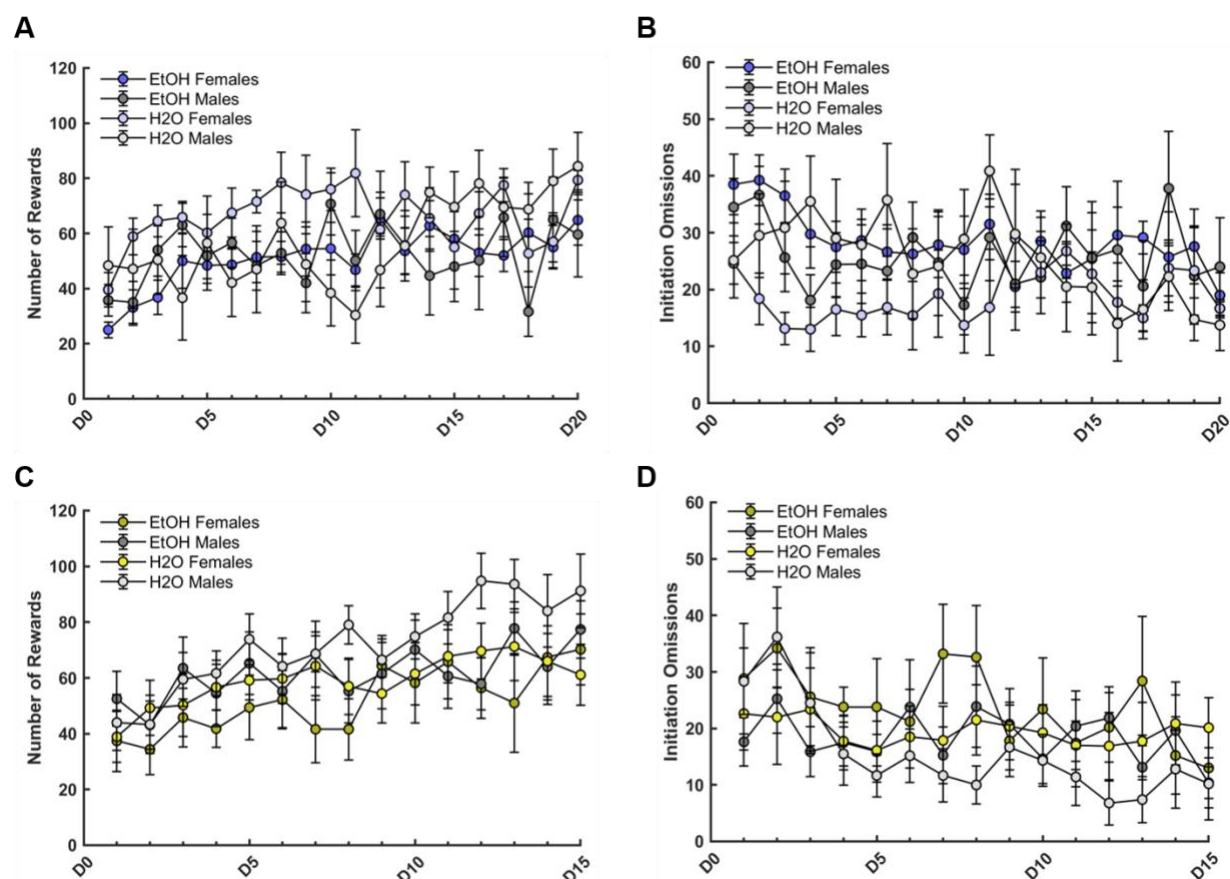 A
Number of Rewards
120
100
80
60
40
20
0
EtOH Females
EtOH Males
H2O Females
H2O Males
D0
D5
D10
D15
D20
B
Initiation Omissions
60
50
40
30
20
10
0
EtOH Females
EtOH Males
H2O Females
H2O Males
D0
D5
D10
D15
D20
C
Number of Rewards
120
100
80
60
40
20
0
EtOH Females
EtOH Males
H2O Females
H2O Males
D0
D5
D10
D15
D
Initiation Omissions
60
50
40
30
20
10
0
EtOH Females
EtOH Males
H2O Females
H2O Males
D0
D5
D10
D15